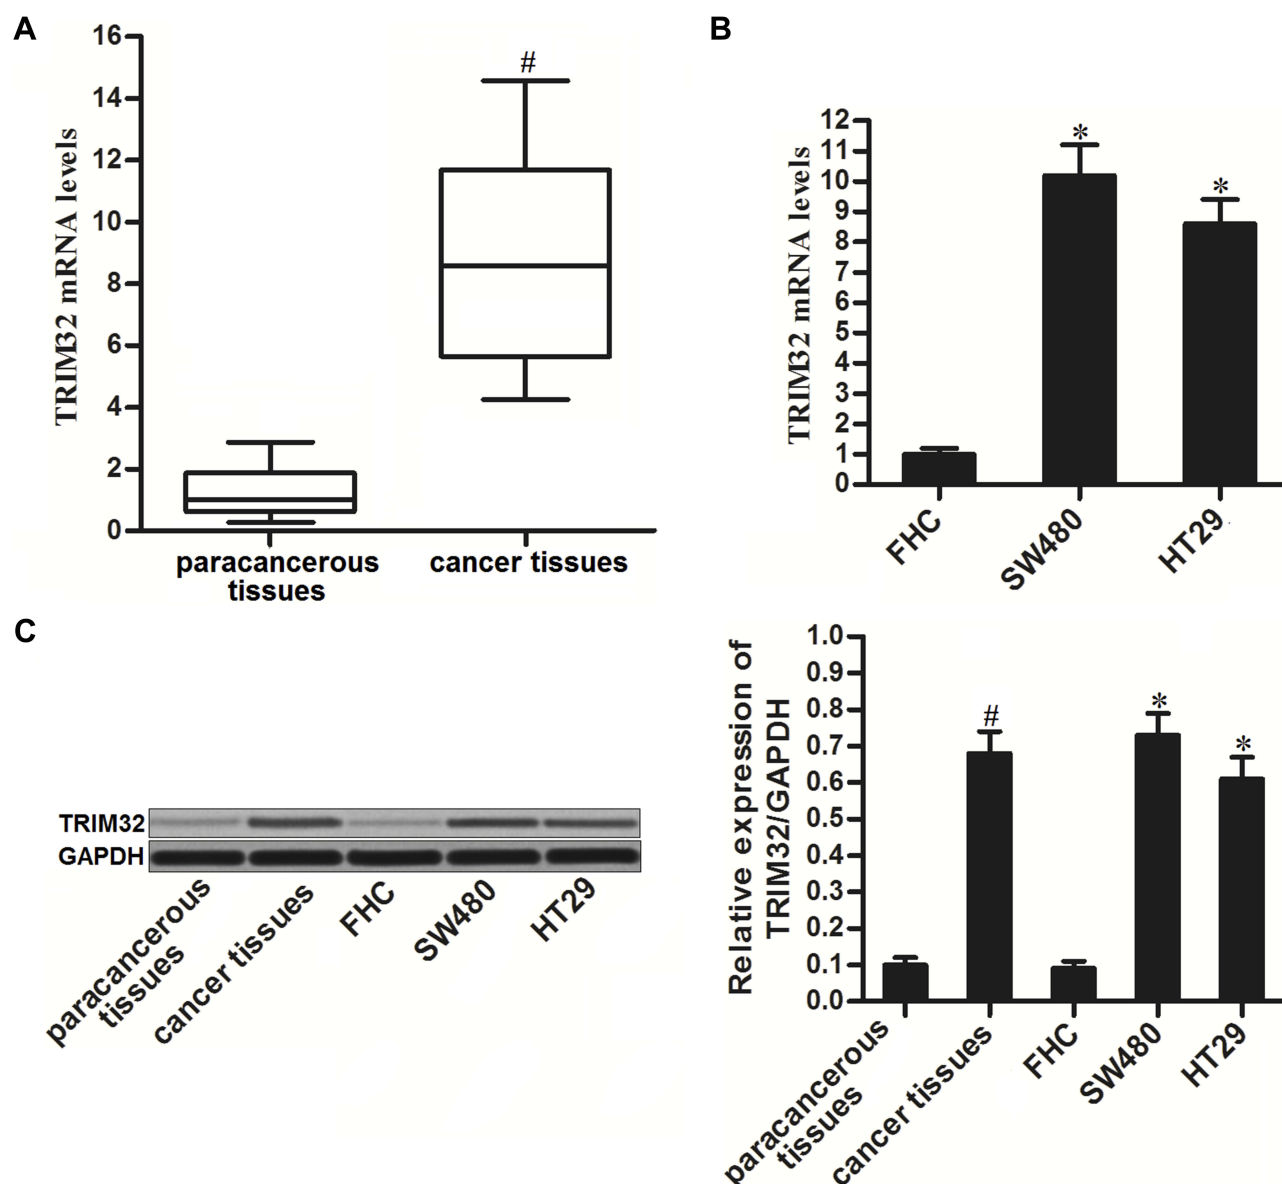 A
16
14
12
10
8
6
4
2
0
TRIM32 mRNA levels
#
paracancerous
tissues
cancer tissues
B
12
11
10
9
8
7
6
5
4
3
2
1
0
TRIM32 mRNA levels
*
*
FHC
SW480
HT29
C
TRIM32
GAPDH
paracancerous
tissues
cancer tissues
FHC
SW480
HT29
Relative expression of
TRIM32/GAPDH
1.0
0.9
0.8
0.7
0.6
0.5
0.4
0.3
0.2
0.1
0.0
#
*
*
paracancerous
tissues
cancer tissues
FHC
SW480
HT29